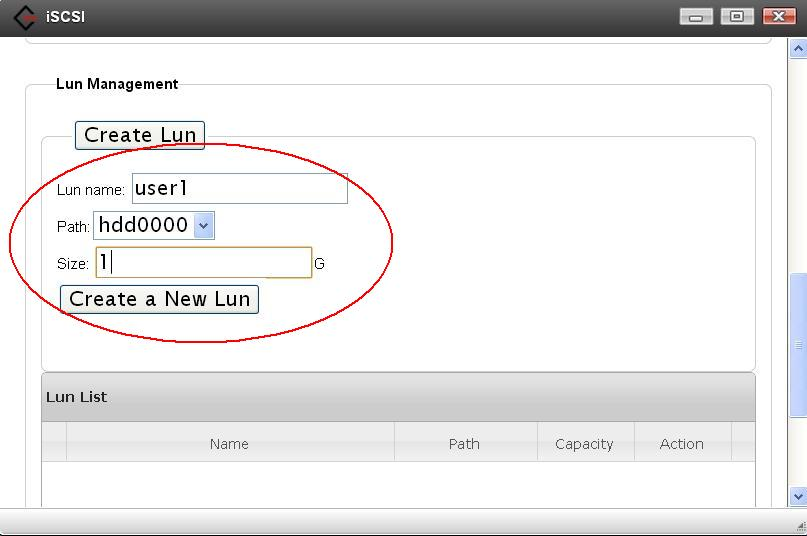 iSCSI
Lun Management
Create Lun
Lun name: user1
Path: hdd0000
Size: 1 G
Create a New Lun
Lun List
Name Path Capacity Action